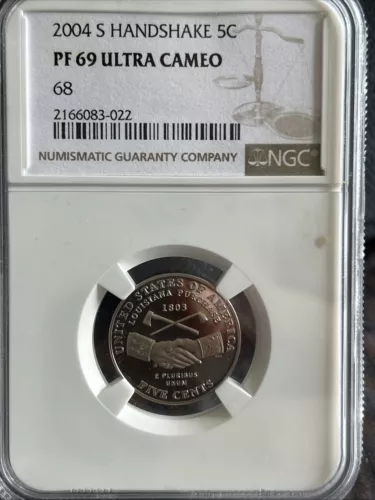 2004 S HANDSHAKE 5C
PF 69 ULTRA CAMEO
68
2166083-022
NUMISMATIC GUARANTY COMPANY
NGC
UNITED STATES OF AMERICA
LOUISIANA PURCHASE
1803
E PLURIBUS
UNUM
FIVE CENTS